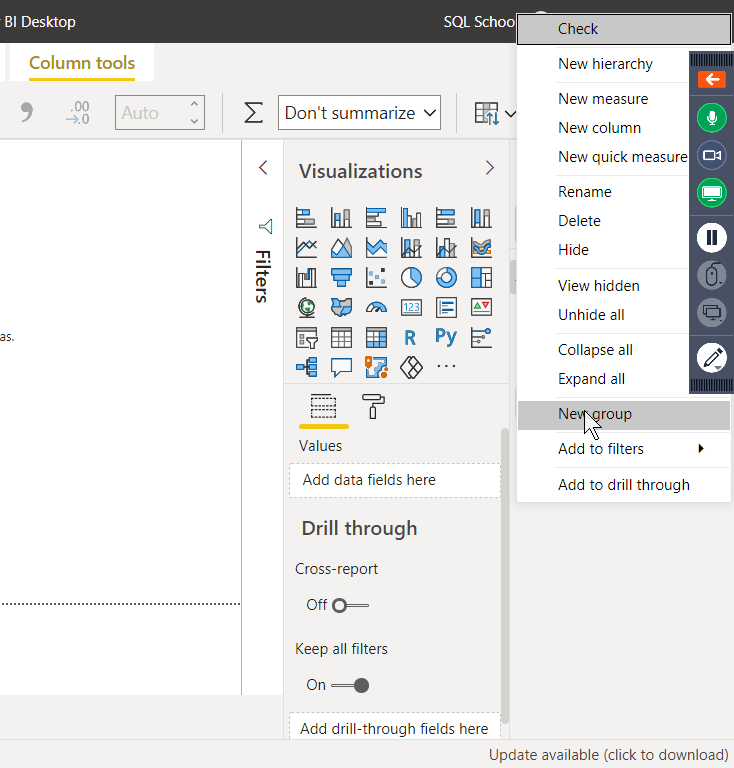 BI Desktop
SQL Schoo
Column tools
.00
.0
Auto
Don't summarize
Visualizations
Filters
as.
123
R
Py
Values
Add data fields here
Drill through
Cross-report
Off
Keep all filters
On
Add drill-through fields here
Check
New hierarchy
New measure
New column
New quick measure
Rename
Delete
Hide
View hidden
Unhide all
Collapse all
Expand all
New group
Add to filters
Add to drill through
Update available (click to download)